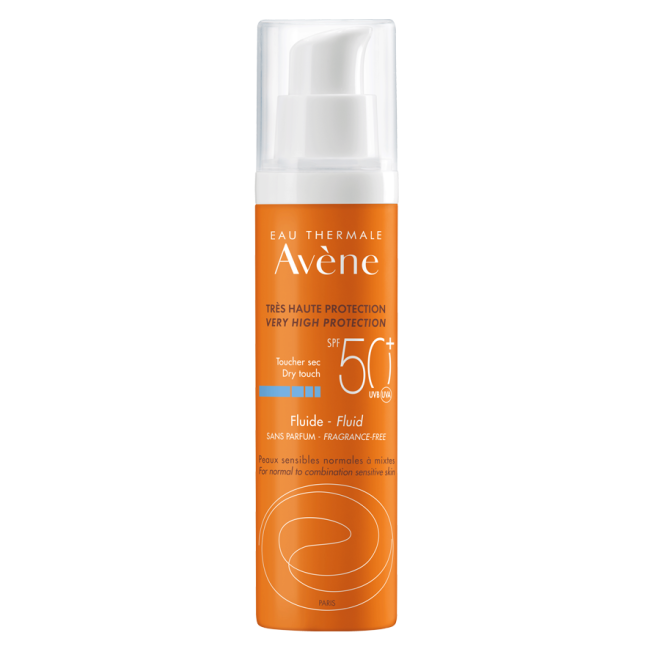 EAU THERMALE
Avène
TRÈS HAUTE PROTECTION
VERY HIGH PROTECTION
SPF 50+
Toucher sec
Dry touch
UVB UVA
Fluide - Fluid
SANS PARFUM - FRAGRANCE-FREE
Peaux sensibles normales à mixtes
For normal to combination sensitive skin
PARIS